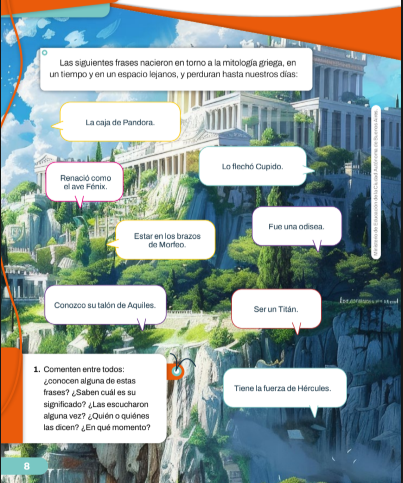 Las siguientes frases nacieron en torno a la mitología griega, en
un tiempo y en un espacio lejanos, y perduran hasta nuestros días:
La caja de Pandora.
Lo flechó Cupido.
Renació como
el ave Fénix.
Fue una odisea.
Estar en los brazos
de Morfeo.
Conozco su talón de Aquiles.
Ser un Titán.
Tiene la fuerza de Hércules.
1. Comenten entre todos:
¿conocen alguna de estas
frases? ¿Saben cuál es su
significado? ¿Las escucharon
alguna vez? ¿Quién o quiénes
las dicen? ¿En qué momento?
8